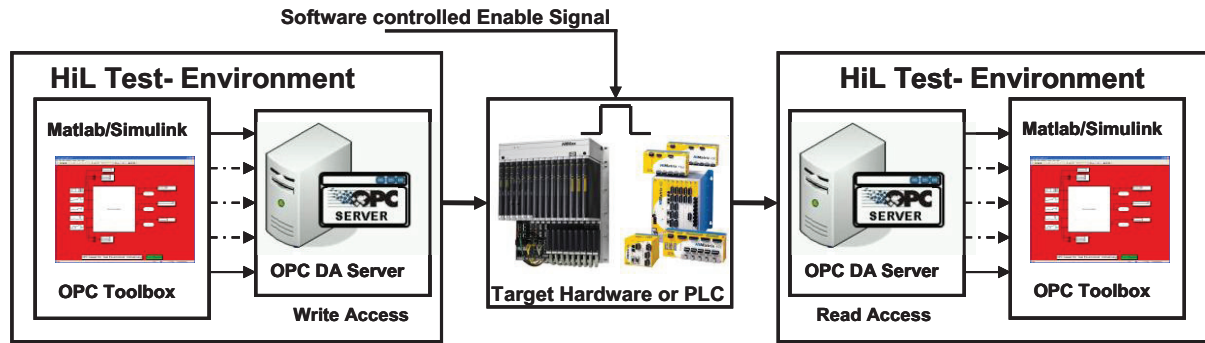 Software controlled Enable Signal
HiL Test- Environment
Matlab/Simulink
OPC Toolbox
OPC
SERVER
OPC DA Server
Write Access
Target Hardware or PLC
HiL Test- Environment
OPC
SERVER
OPC DA Server
Read Access
Matlab/Simulink
OPC Toolbox